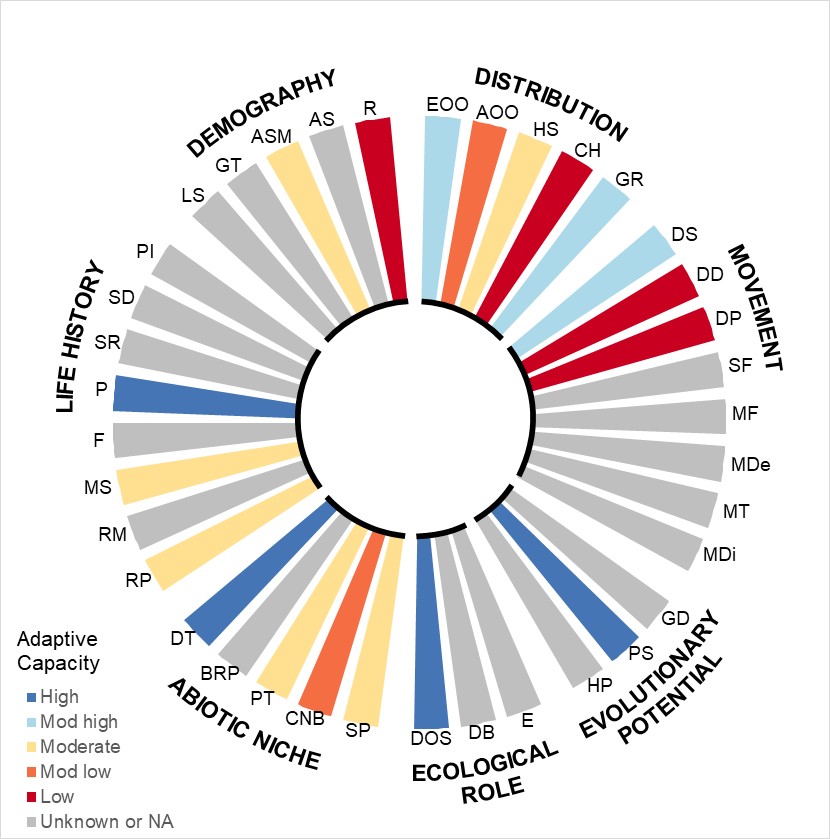 DISTRIBUTION
EOO
AOO
HS
CH
GR
MOVEMENT
DS
DD
DP
SF
MF
MDe
MT
MDi
EVOLUTIONARY
POTENTIAL
GD
PS
HP
ECOLOGICAL
ROLE
E
DB
DOS
ABIOTIC NICHE
SP
CNB
PT
BRP
DT
LIFE HISTORY
RP
RM
MS
F
P
SR
SD
PI
DEMOGRAPHY
LS
GT
ASM
AS
R
Adaptive
Capacity
High
Mod high
Moderate
Mod low
Low
Unknown or NA